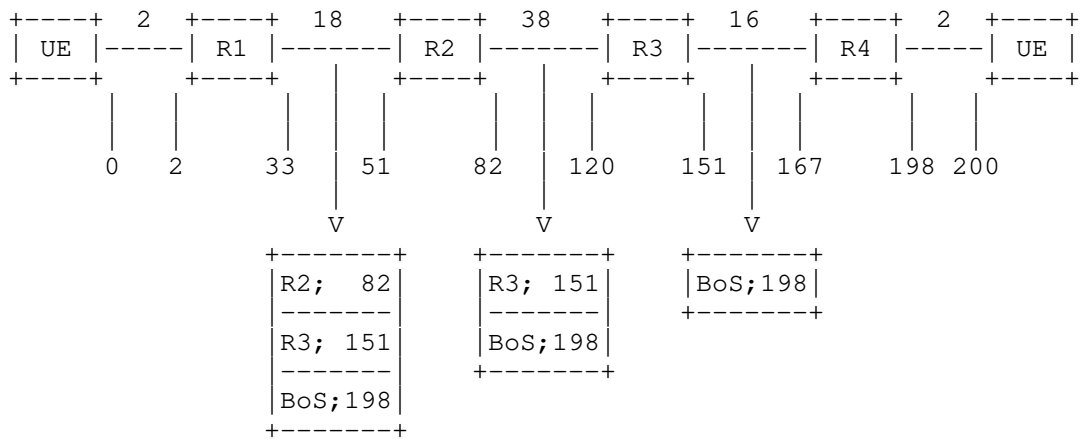 +----+  2  +----+  18   +----+  38   +----+  16   +----+  2  +----+
| UE |-----| R1 |-------| R2 |-------| R3 |-------| R4 |-----| UE |
+----+     +----+   |   +----+   |   +----+   |   +----+     +----+
0   2     33  |  51     82  |  120     151  |  167     198 200
V            V            V
+-------+    +-------+    +-------+
|R2;  82|    |R3; 151|    |BoS;198|
|-------|    |-------|    +-------+
|R3; 151|    |BoS;198|
|-------|    +-------+
|BoS;198|
+-------+